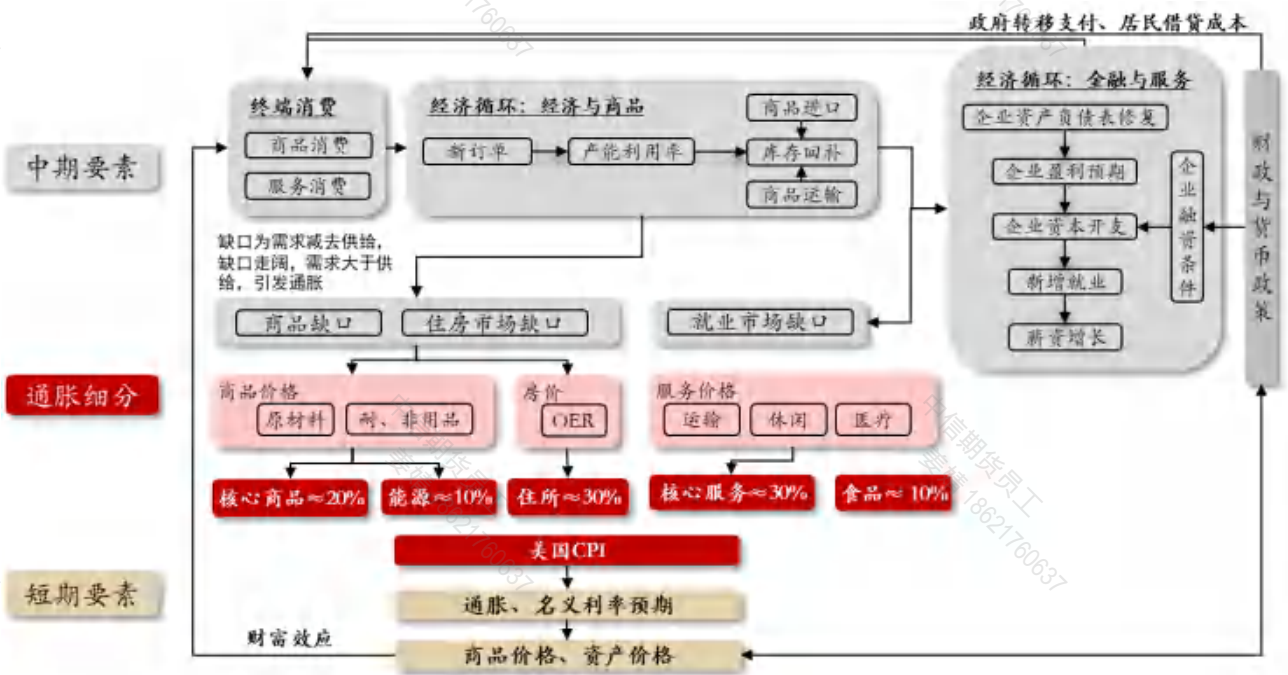 政府转移支付、居民借贷成本
终端消费
商品消费
服务消费
经济循环：经济与商品
新订单
产能利用率
商品进口
库存回补
商品运输
经济循环：金融与服务
企业资产负债表修复
企业盈利预期
企业资本开支
新增就业
薪资增长
企业融资条件
财政与货币政策
中期要素
缺口为需求减去供给，
缺口走阔，需求大于供
给，引发通胀
商品缺口
住房市场缺口
就业市场缺口
通胀细分
商品价格
原材料
耐、非用品
房价
OER
服务价格
运输
休闲
医疗
核心商品≈20%
能源≈10%
住所≈30%
核心服务≈30%
食品≈10%
美国CPI
短期要素
通胀、名义利率预期
财富效应
商品价格、资产价格
中信期货员工
18621760637